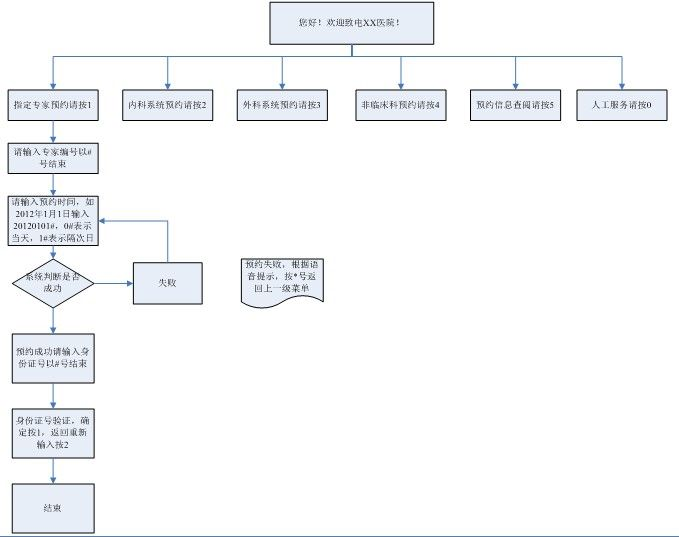 您好！欢迎致电XX医院！
指定专家预约请按1
内科系统预约请按2
外科系统预约请按3
非临床科预约请按4
预约信息查阅请按5
人工服务请按0
请输入专家编号以#
号结束
请输入预约时间，如
2012年1月1日输入
20120101#，0#表示
当天，1#表示隔次日
系统判断是否
成功
失败
预约失败，根据语
音提示，按*号返
回上一级菜单
预约成功请输入身
份证号以#号结束
身份证号验证，确
定按1，返回重新
输入按2
结束